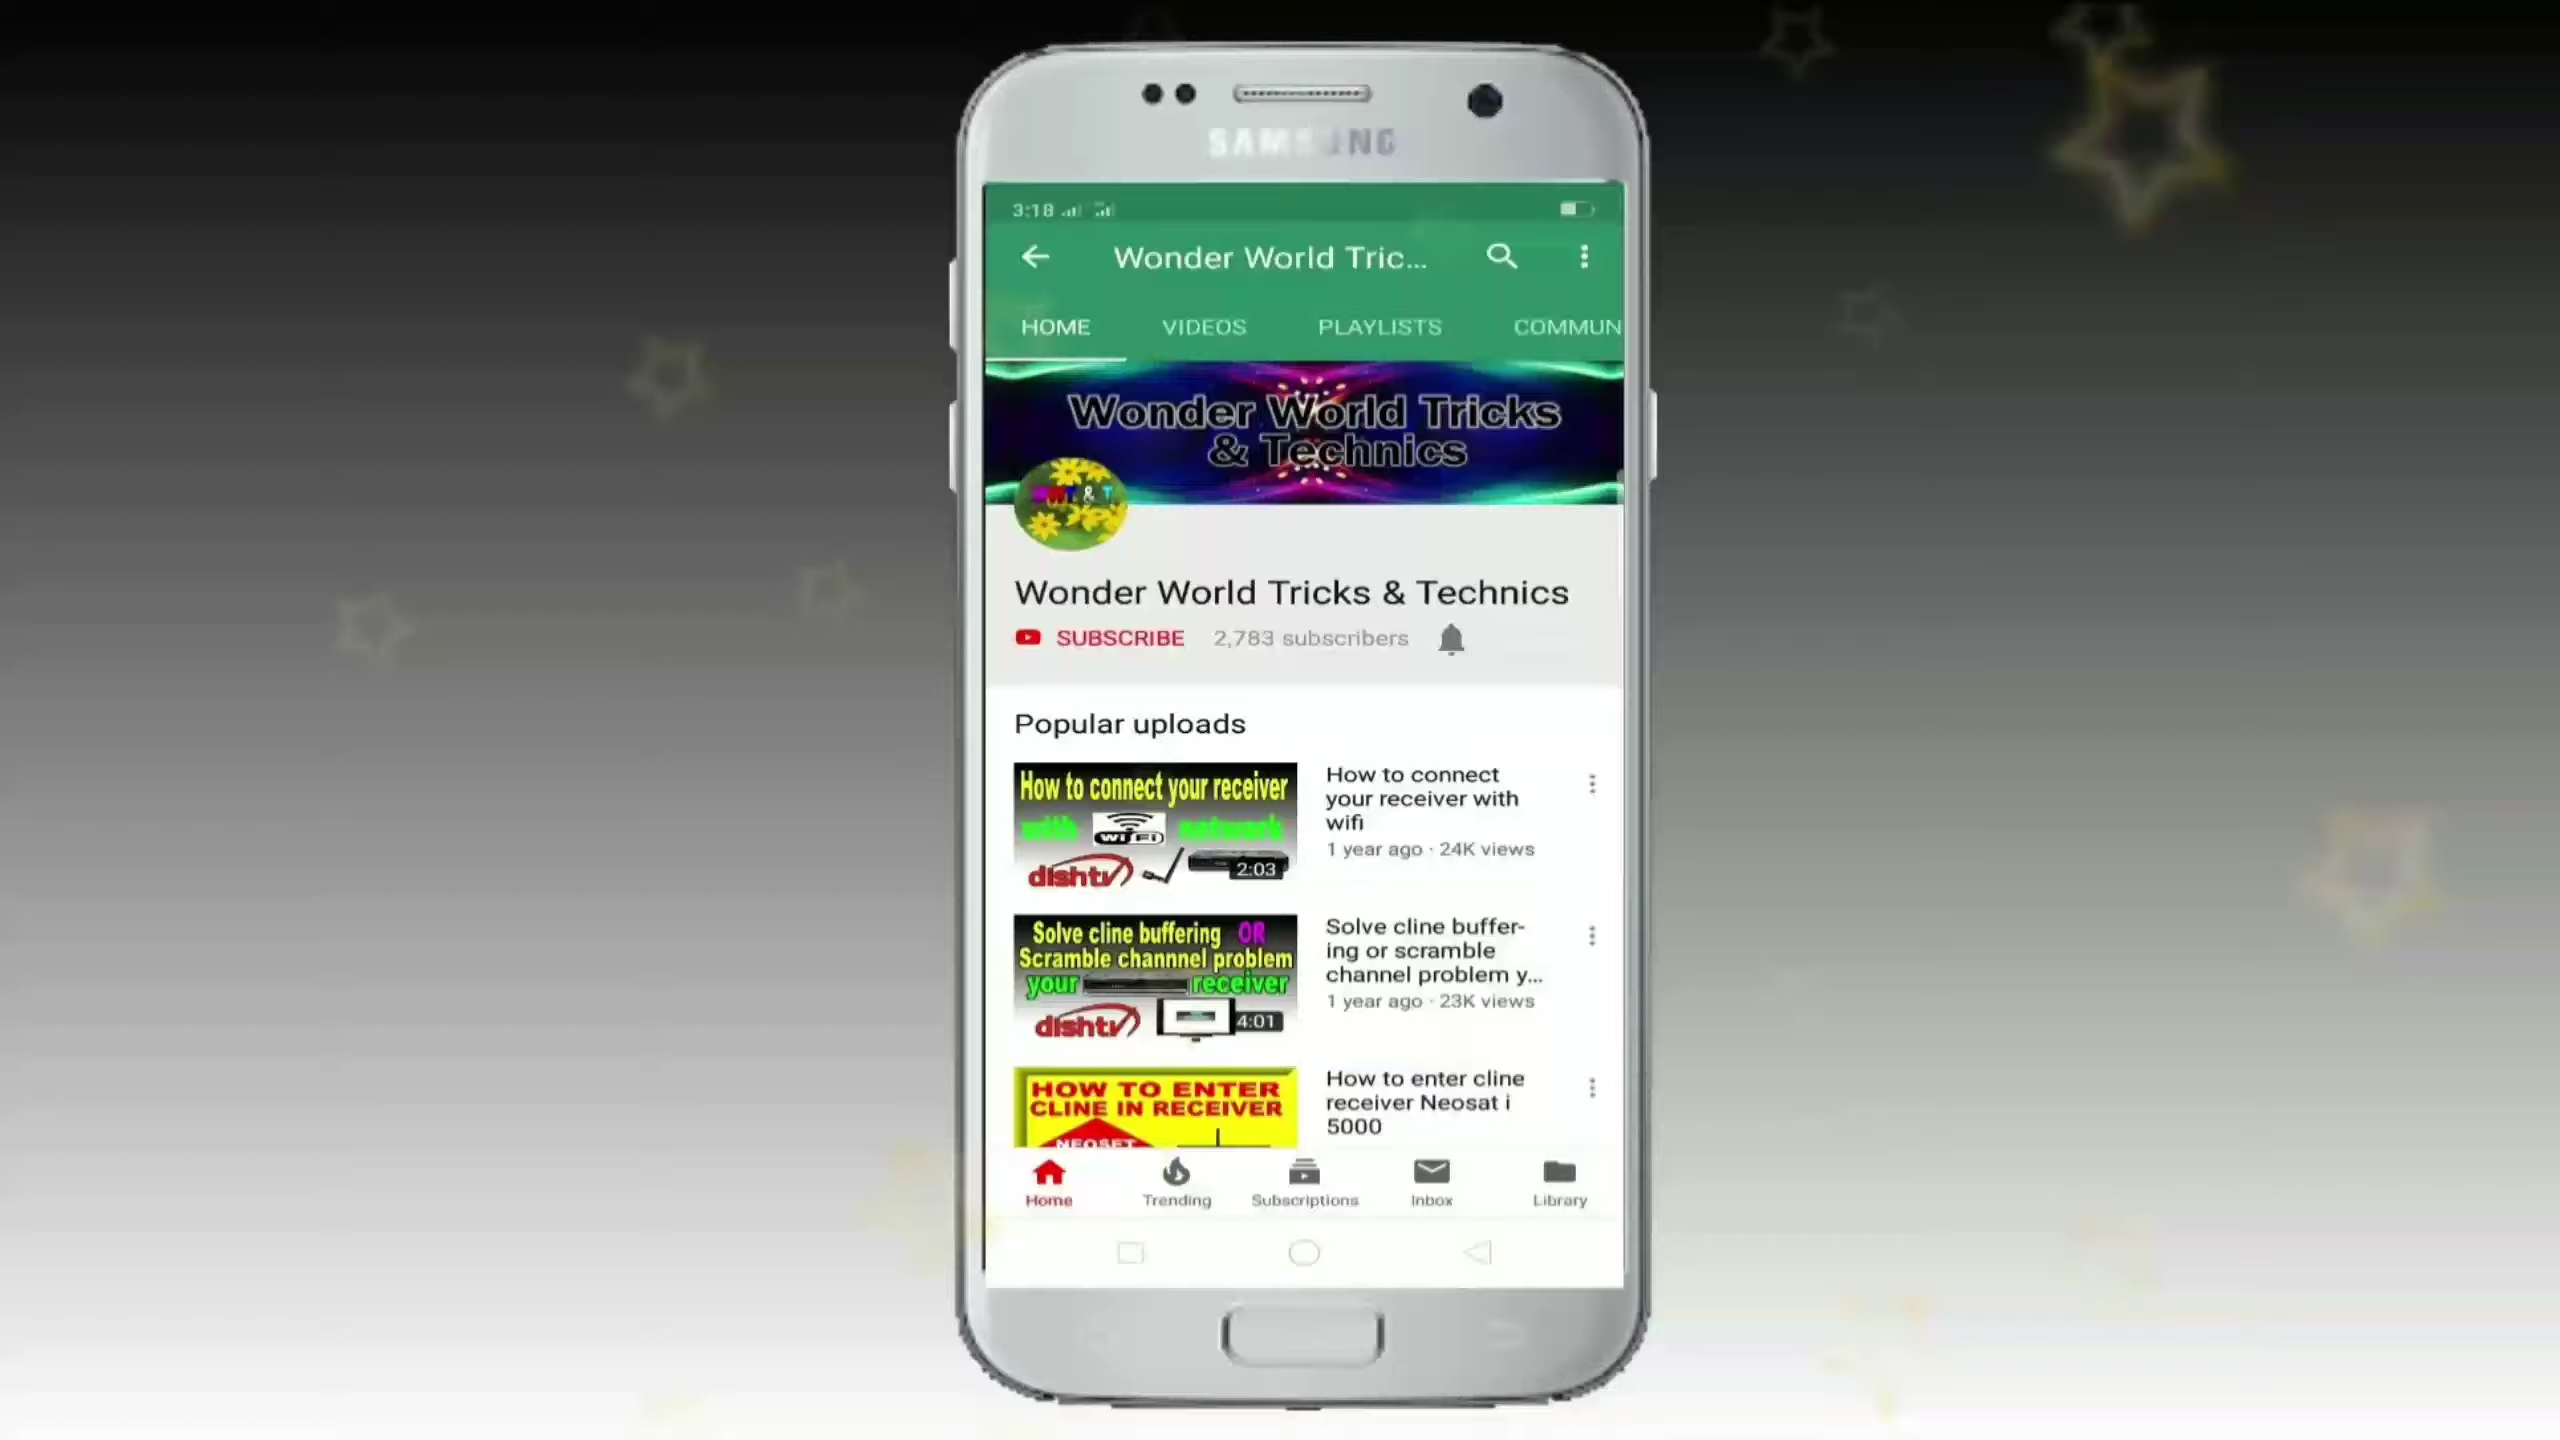 SAMSUNG
3:18
Wonder World Tric...
HOME VIDEOS PLAYLISTS COMMUN
Wonder World Tricks
& Technics
& T
Wonder World Tricks & Technics
SUBSCRIBE 2,783 subscribers
Popular uploads
How to connect your receiver
with WiFi network
dishtv
2:03
How to connect
your receiver with
wifi
1 year ago · 24K views
Solve cline buffering OR
Scramble channnel problem
your receiver
dishtv
4:01
Solve cline buffer-
ing or scramble
channel problem y...
1 year ago · 23K views
HOW TO ENTER
CLINE IN RECEIVER
NEOSET
How to enter cline
receiver Neosat i
5000
Home Trending Subscriptions Inbox Library